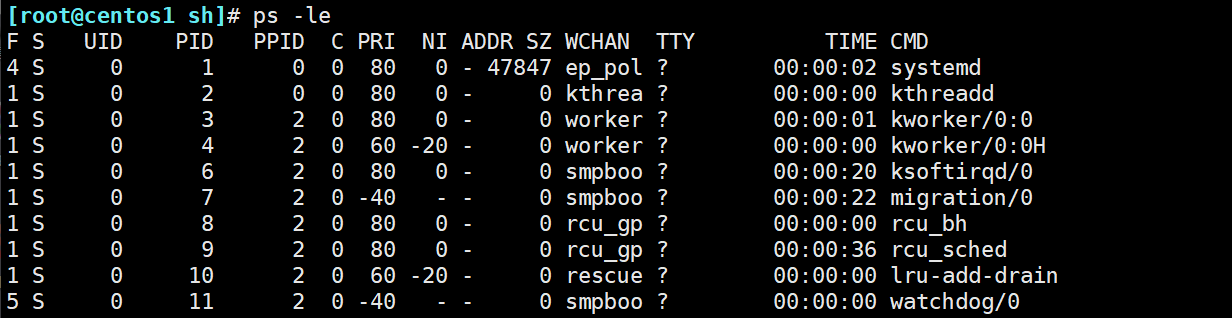 [root@centos1 sh]# ps -le
F S   UID    PID   PPID  C PRI  NI ADDR SZ WCHAN  TTY          TIME CMD
4 S     0      1      0  0  80   0 - 47847 ep_pol ?        00:00:02 systemd
1 S     0      2      0  0  80   0 -     0 kthrea ?        00:00:00 kthreadd
1 S     0      3      2  0  80   0 -     0 worker ?        00:00:01 kworker/0:0
1 S     0      4      2  0  60 -20 -     0 worker ?        00:00:00 kworker/0:0H
1 S     0      6      2  0  80   0 -     0 smpboo ?        00:00:20 ksoftirqd/0
1 S     0      7      2  0 -40   - -     0 smpboo ?        00:00:22 migration/0
1 S     0      8      2  0  80   0 -     0 rcu_gp ?        00:00:00 rcu_bh
1 S     0      9      2  0  80   0 -     0 rcu_gp ?        00:00:36 rcu_sched
1 S     0     10      2  0  60 -20 -     0 rescue ?        00:00:00 lru-add-drain
5 S     0     11      2  0 -40   - -     0 smpboo ?        00:00:00 watchdog/0